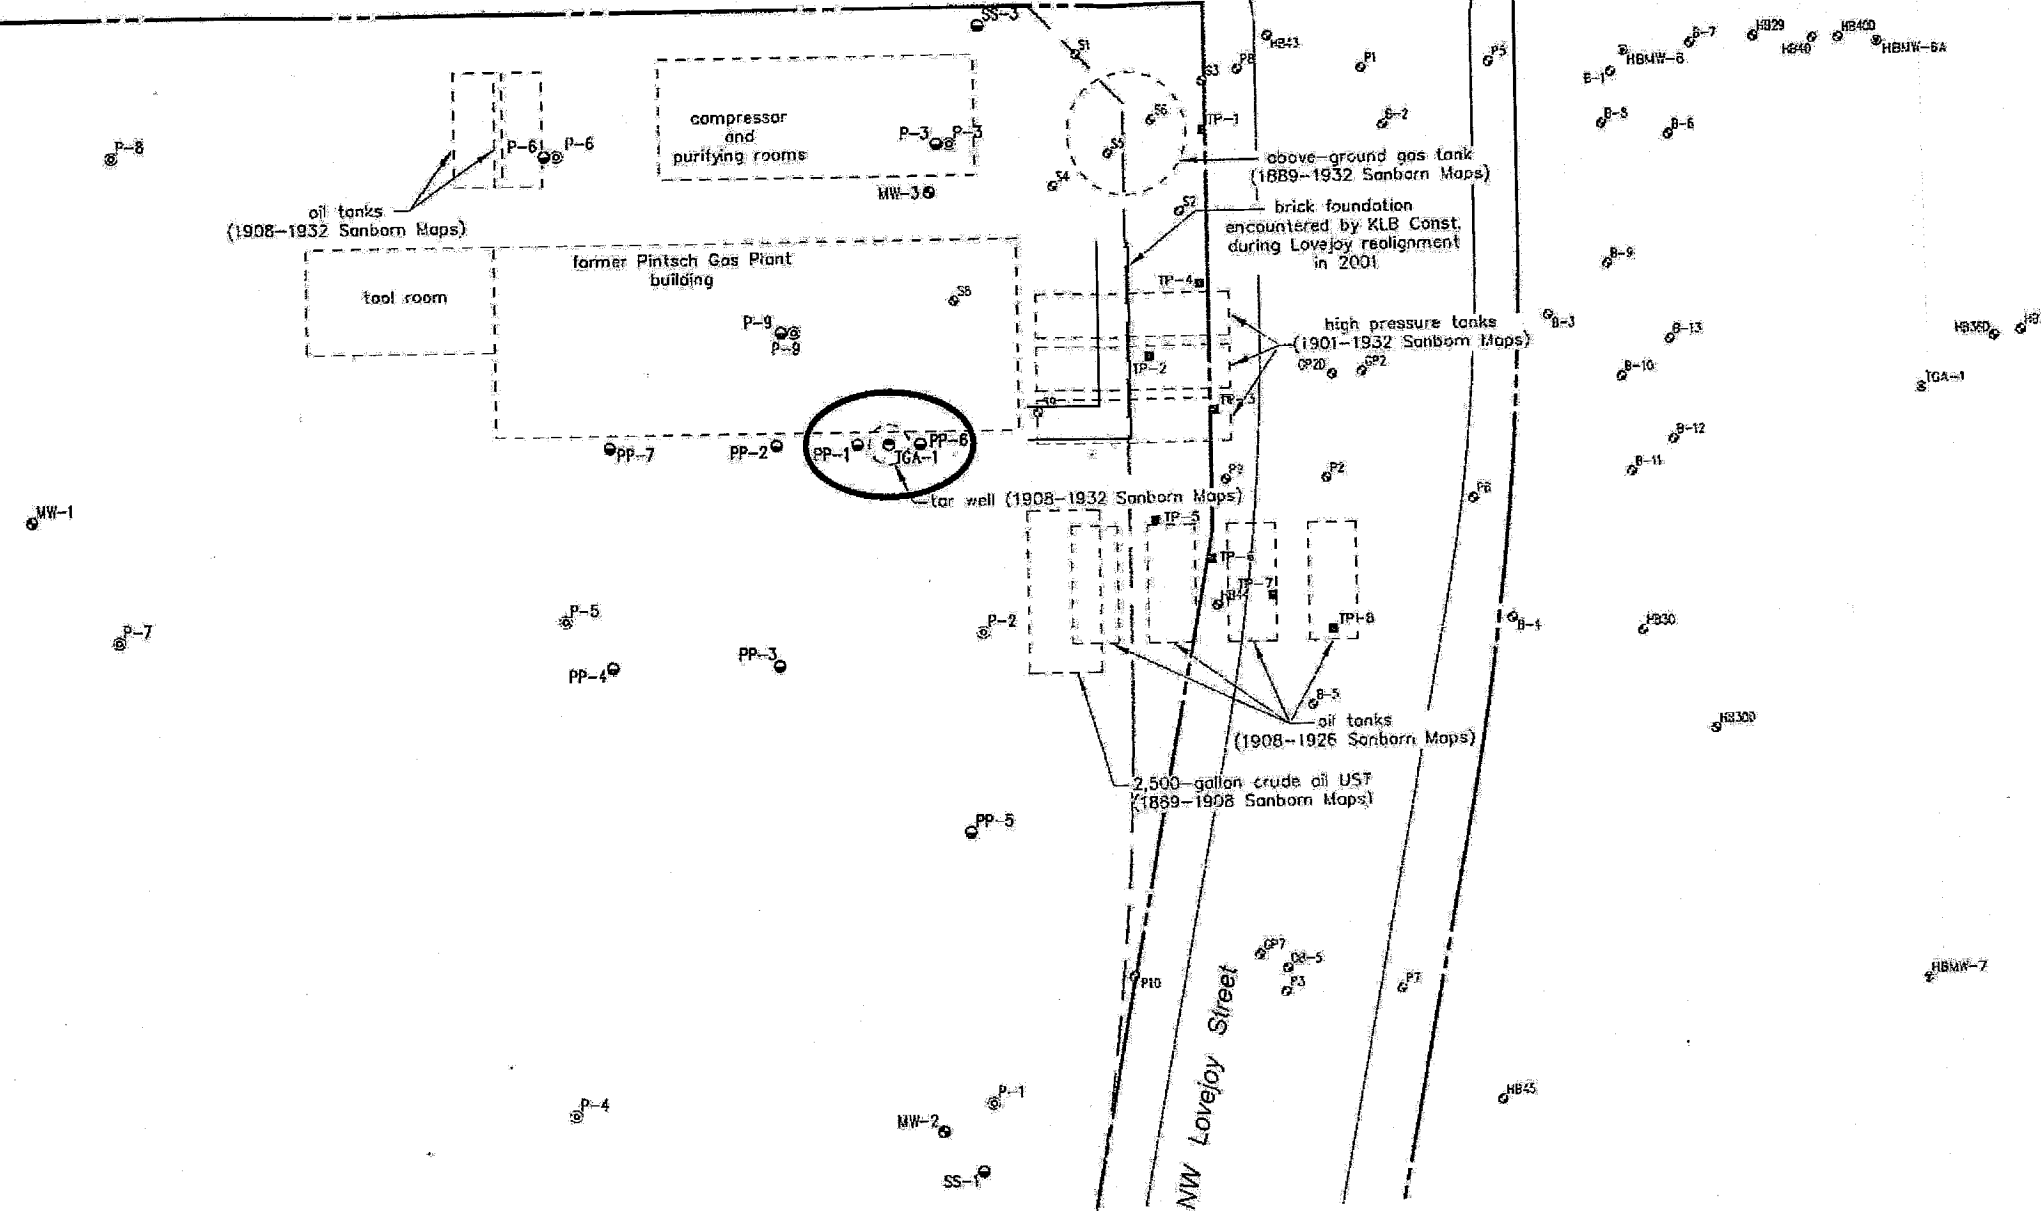 SS-3
S1
HB43
P8
P1
P5
B-7
HB29
HB40
HB40D
HBMW-6A
HBMW-6
B-1
S3
S6
TP-1
B-2
B-6
compressor
and
purifying rooms
P-3
P-3
P-8
P-6
P-6
S5
S4
above-ground gas tank
(1889-1932 Sanborn Maps)
MW-3
S2
oil tanks
(1908-1932 Sanborn Maps)
brick foundation
encountered by KLB Const.
during Lovejoy realignment
in 2001
former Pintsch Gas Plant
building
B-9
tool room
TP-4
P-9
P-9
high pressure tanks
(1901-1932 Sanborn Maps)
B-3
B-13
HB36D
TP-2
GP2
B-10
TGA-1
TP-3
B-12
PP-7
PP-2
PP-1
TGA-1
PP-6
B-11
P2
P2
P6
tar well (1908-1932 Sanborn Maps)
MW-1
TP-5
TP-6
TP-7
P-5
P-2
P-7
B-4
HB30
PP-4
PP-3
B-5
HB30D
oil tanks
(1908-1926 Sanborn Maps)
2,500-gallon crude oil UST
(1889-1908 Sanborn Maps)
PP-5
GP7
P3
P7
P10
HBMW-7
NW Lovejoy Street
P-1
P-4
MW-2
HB45
SS-1